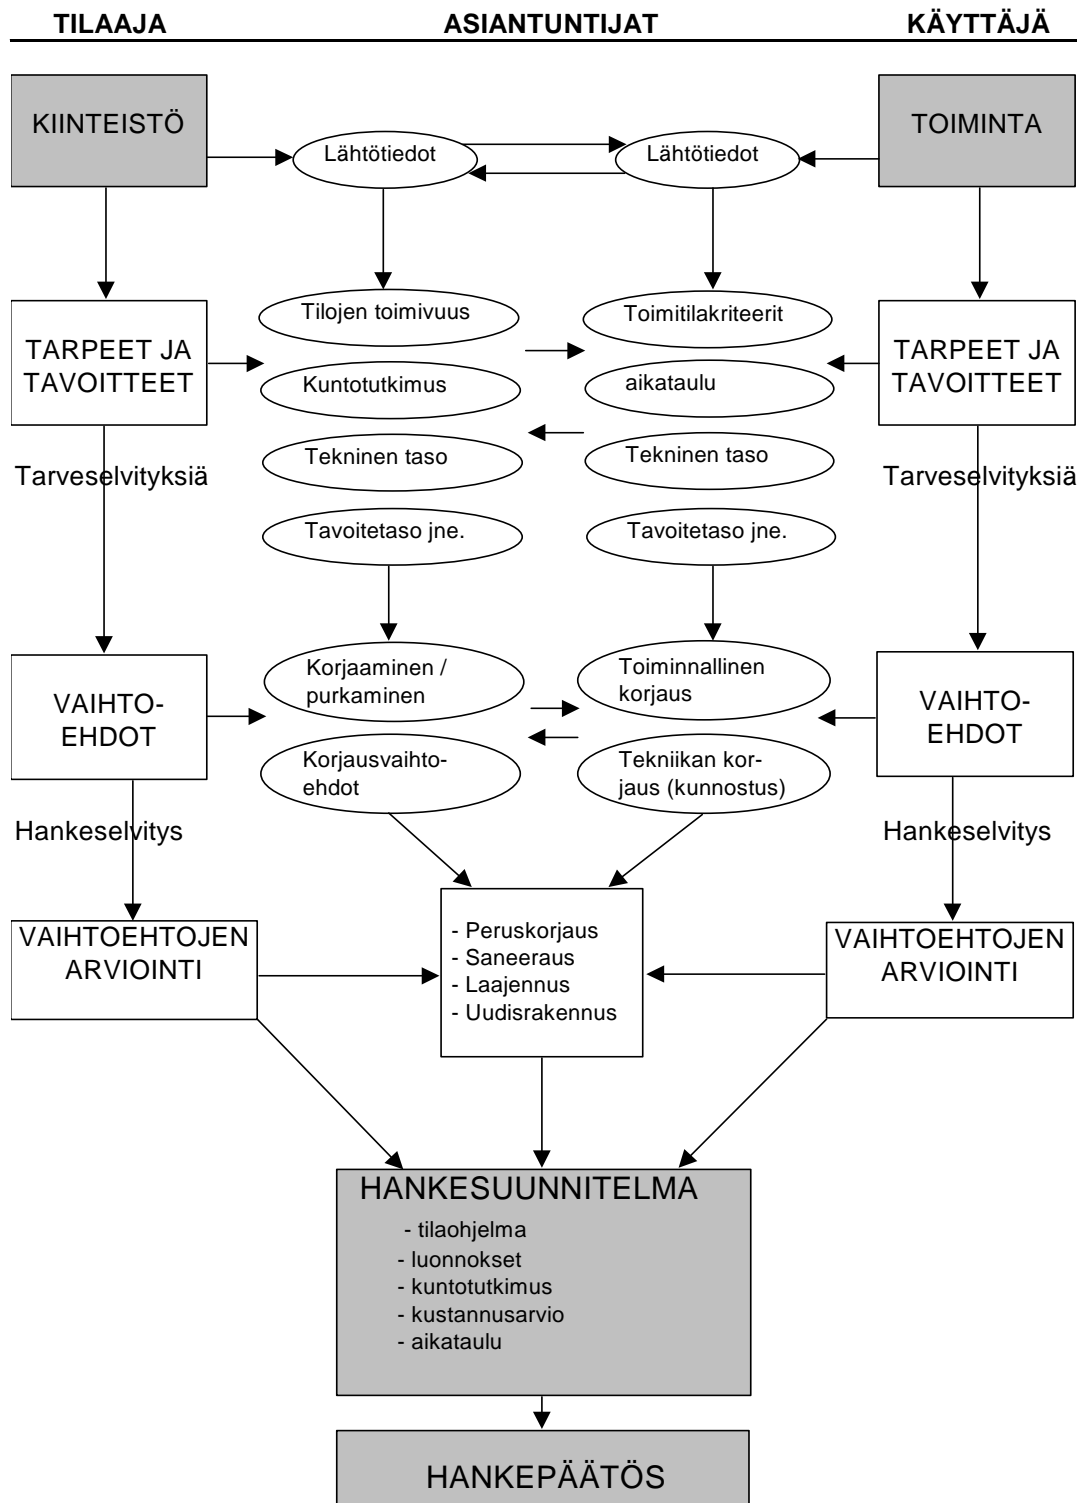 TILAAJA ASIANTUNTIJAT KÄYTTÄJÄ
KIINTEISTÖ
TOIMINTA
Lähtötiedot
Lähtötiedot
Tilojen toimivuus
Toimitilakriteerit
TARPEET JA
TAVOITTEET
TARPEET JA
TAVOITTEET
Kuntotutkimus
aikataulu
Tekninen taso
Tekninen taso
Tarveselvityksiä
Tarveselvityksiä
Tavoitetaso jne.
Tavoitetaso jne.
Korjaaminen /
purkaminen
Toiminnallinen
korjaus
VAIHTO-
EHDOT
VAIHTO-
EHDOT
Korjausvaihto-
ehdot
Tekniikan kor-
jaus (kunnostus)
Hankeselvitys
Hankeselvitys
VAIHTOEHTOJEN
ARVIOINTI
- Peruskorjaus
- Saneeraus
- Laajennus
- Uudisrakennus
VAIHTOEHTOJEN
ARVIOINTI
HANKESUUNNITELMA
- tilaohjelma
- luonnokset
- kuntotutkimus
- kustannusarvio
- aikataulu
HANKEPÄÄTÖS